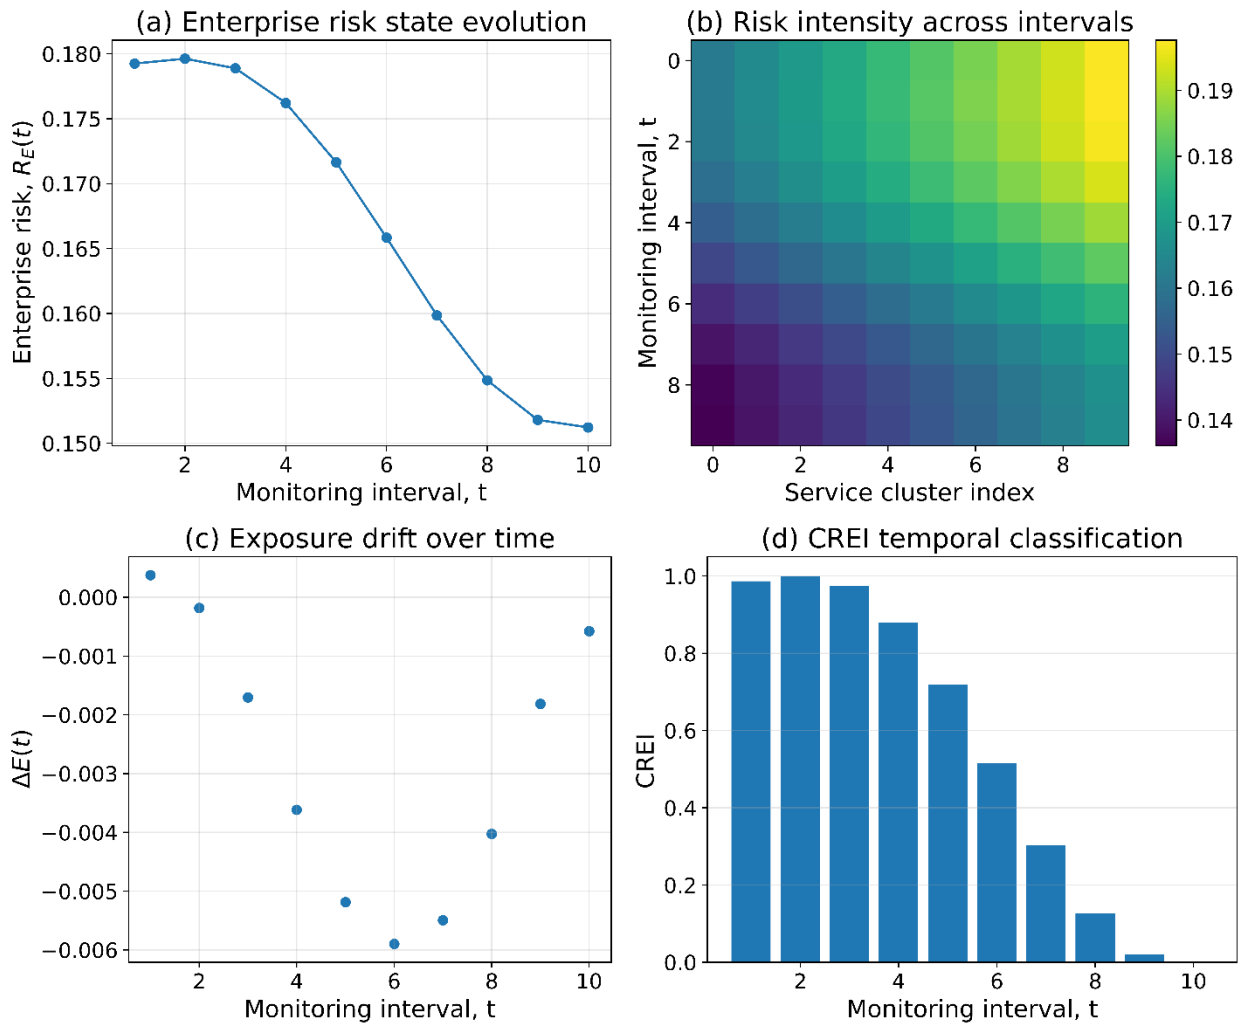 (a) Enterprise risk state evolution
0.180
0.175
0.170
0.165
0.160
0.155
0.150
Enterprise risk, R_E(t)
2 4 6 8 10
Monitoring interval, t
(b) Risk intensity across intervals
0
2
4
6
8
Monitoring interval, t
0 2 4 6 8
Service cluster index
0.19
0.18
0.17
0.16
0.15
0.14
(c) Exposure drift over time
0.000
−0.001
−0.002
−0.003
−0.004
−0.005
−0.006
ΔE(t)
2 4 6 8 10
Monitoring interval, t
(d) CREI temporal classification
1.0
0.8
0.6
0.4
0.2
0.0
CREI
2 4 6 8 10
Monitoring interval, t